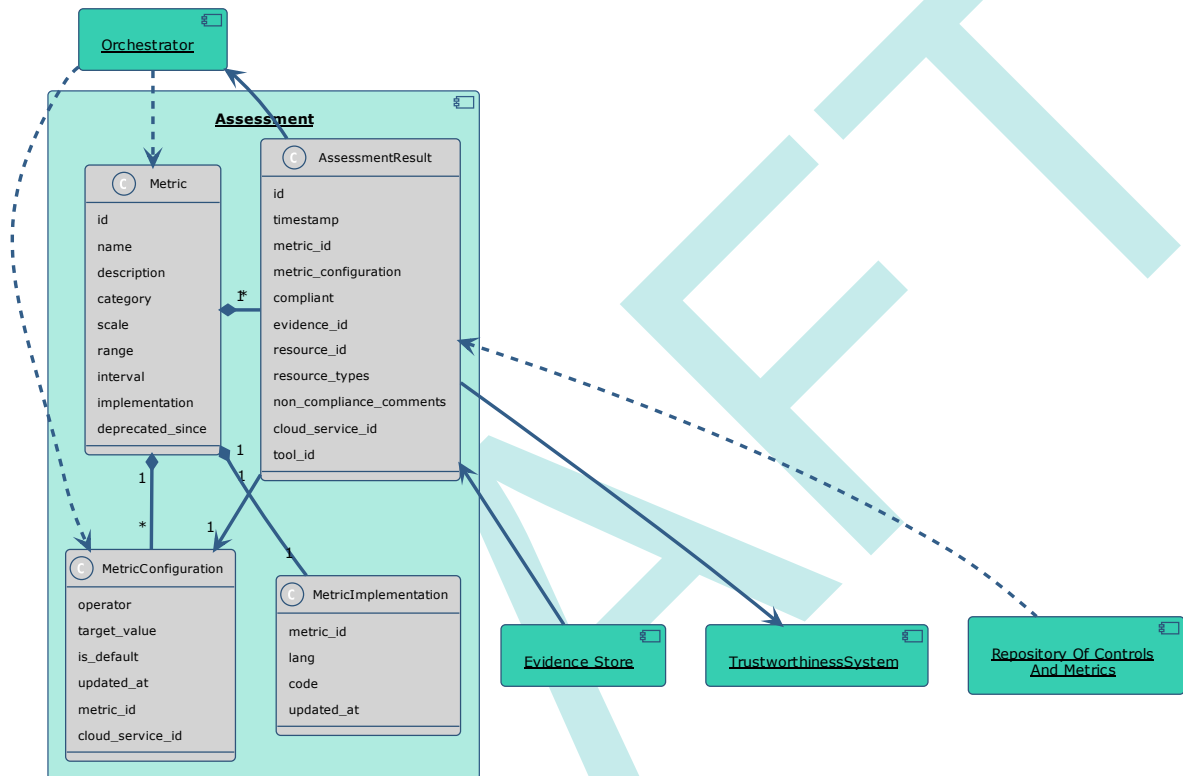 Orchestrator
Assessment
C AssessmentResult
id
timestamp
metric_id
metric_configuration
compliant
evidence_id
resource_id
resource_types
non_compliance_comments
cloud_service_id
tool_id
C Metric
id
name
description
category
scale
range
interval
implementation
deprecated_since
1
*
1
1
1
*
1
1
C MetricConfiguration
operator
target_value
is_default
updated_at
metric_id
cloud_service_id
C MetricImplementation
metric_id
lang
code
updated_at
Evidence Store
TrustworthinessSystem
Repository Of Controls
And Metrics